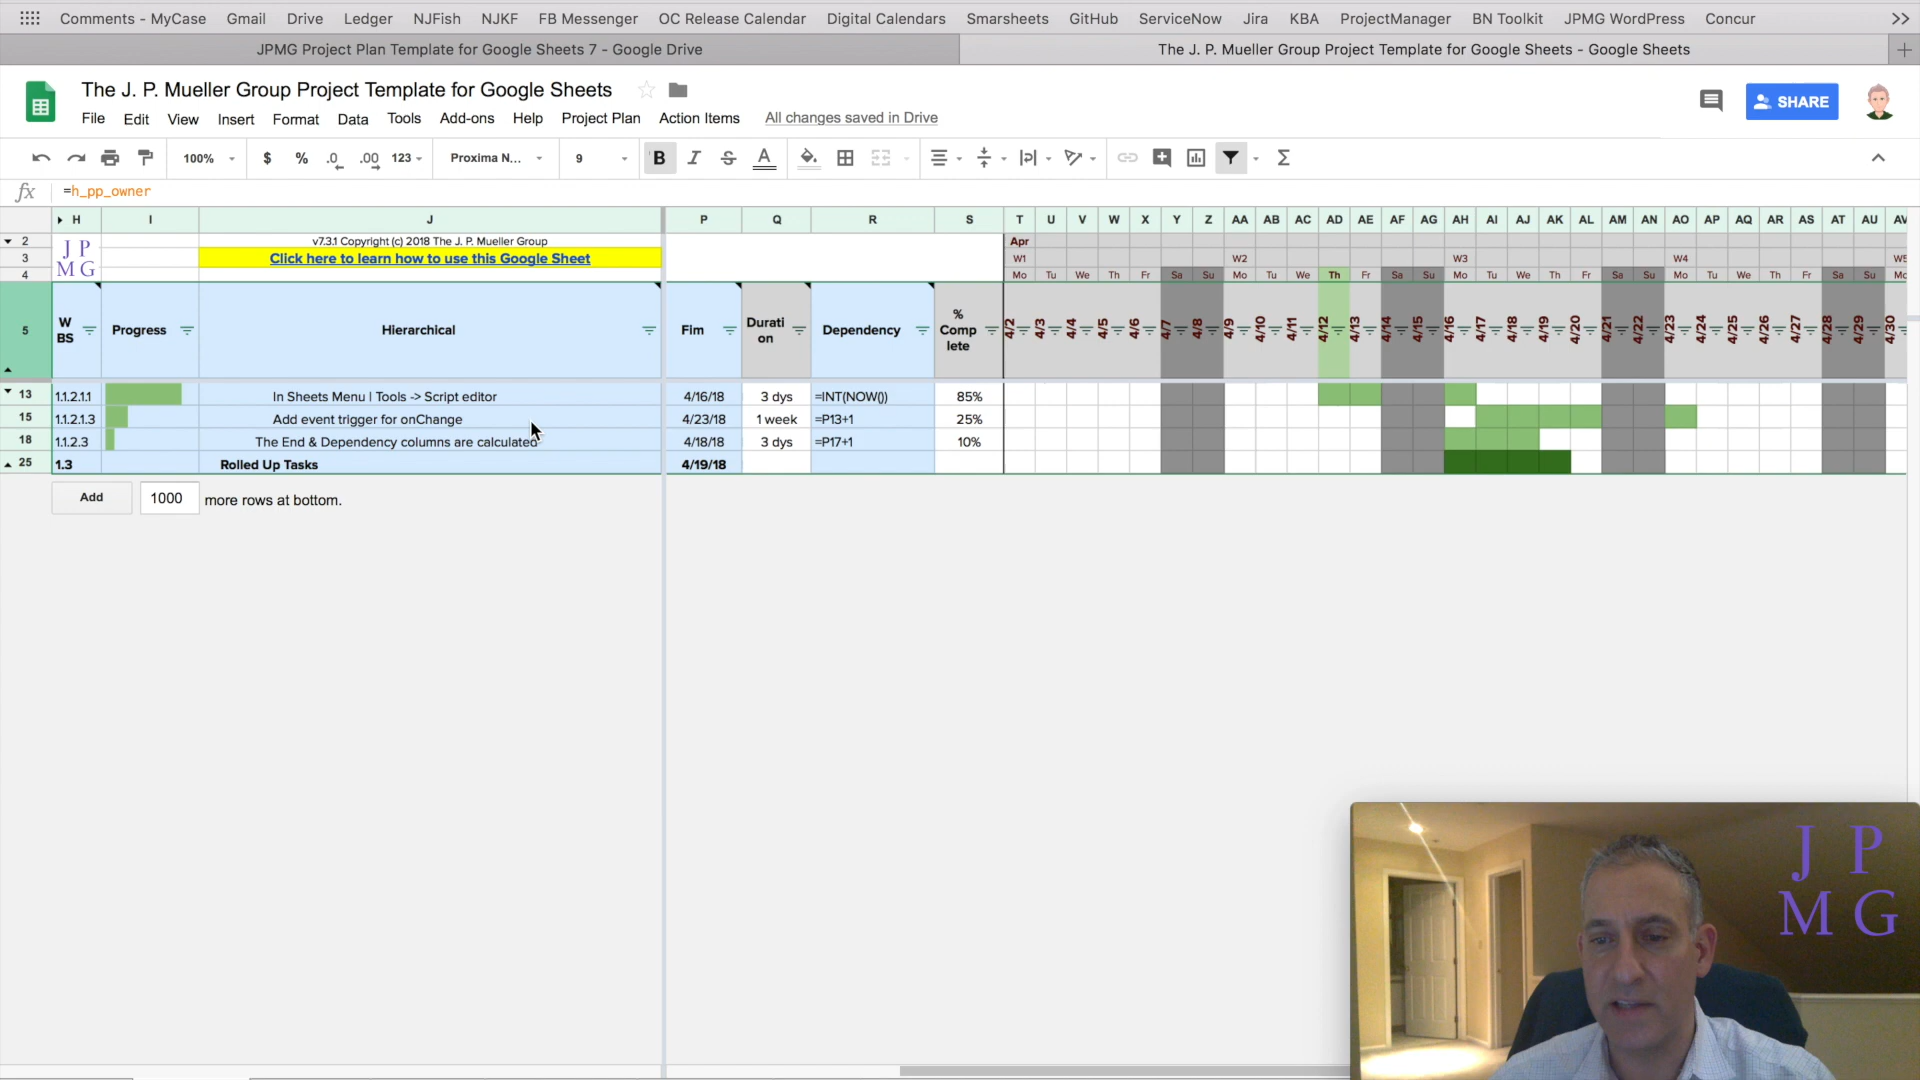 Comments - MyCase Gmail Drive Ledger NJFish NJKF FB Messenger OC Release Calendar Digital Calendars Smarsheets GitHub ServiceNow Jira KBA ProjectManager BN Toolkit JPMG WordPress Concur
JPMG Project Plan Template for Google Sheets 7 - Google Drive The J. P. Mueller Group Project Template for Google Sheets - Google Sheets
The J. P. Mueller Group Project Template for Google Sheets
SHARE
File Edit View Insert Format Data Tools Add-ons Help Project Plan Action Items All changes saved in Drive
100% $ % .0 .00 123 Proxima N... 9 B I S A Σ
fx =h_pp_owner
H I J P Q R S T U V W X Y Z AA AB AC AD AE AF AG AH AI AJ AK AL AM AN AO AP AQ AR AS AT AU AV
2 v7.3.1 Copyright (c) 2018 The J. P. Mueller Group Apr
J P
M G
3 Click here to learn how to use this Google Sheet W1 W2 W3 W4 W5
4 Mo Tu We Th Fr Sa Su Mo Tu We Th Fr Sa Su Mo Tu We Th Fr Sa Su Mo Tu We Th Fr Sa Su Mo
5 W BS Progress Hierarchical Fim Durati on Dependency % Comp lete 4/2 4/3 4/4 4/5 4/6 4/7 4/8 4/9 4/10 4/11 4/12 4/13 4/14 4/15 4/16 4/17 4/18 4/19 4/20 4/21 4/22 4/23 4/24 4/25 4/26 4/27 4/28 4/29 4/30
13 1.1.2.1.1 In Sheets Menu | Tools -> Script editor 4/16/18 3 dys =INT(NOW()) 85%
15 1.1.2.1.3 Add event trigger for onChange 4/23/18 1 week =P13+1 25%
18 1.1.2.3 The End & Dependency columns are calculated 4/18/18 3 dys =P17+1 10%
25 1.3 Rolled Up Tasks 4/19/18
Add 1000 more rows at bottom.
J P
M G